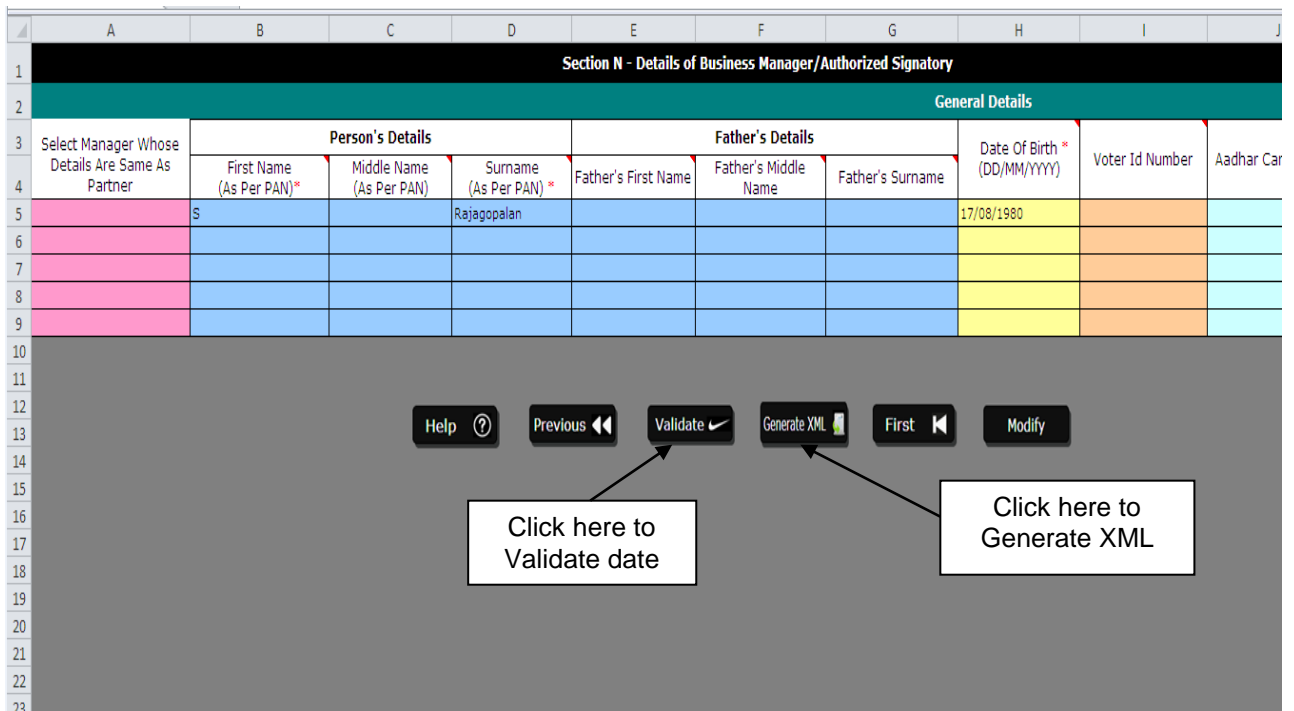 A B C D E F G H I J
1 Section N - Details of Business Manager/Authorized Signatory
2 General Details
3 Select Manager Whose Details Are Same As Partner Person's Details Father's Details Date Of Birth * (DD/MM/YYYY) Voter Id Number Aadhar Car
4 First Name (As Per PAN)* Middle Name (As Per PAN) Surname (As Per PAN) * Father's First Name Father's Middle Name Father's Surname
5 S Rajagopalan 17/08/1980
6
7
8
9
10
11
12
13 Help ? Previous Validate Generate XML First Modify
14
15
16
17
18
19
20
21
22
23
Click here to
Validate date
Click here to
Generate XML